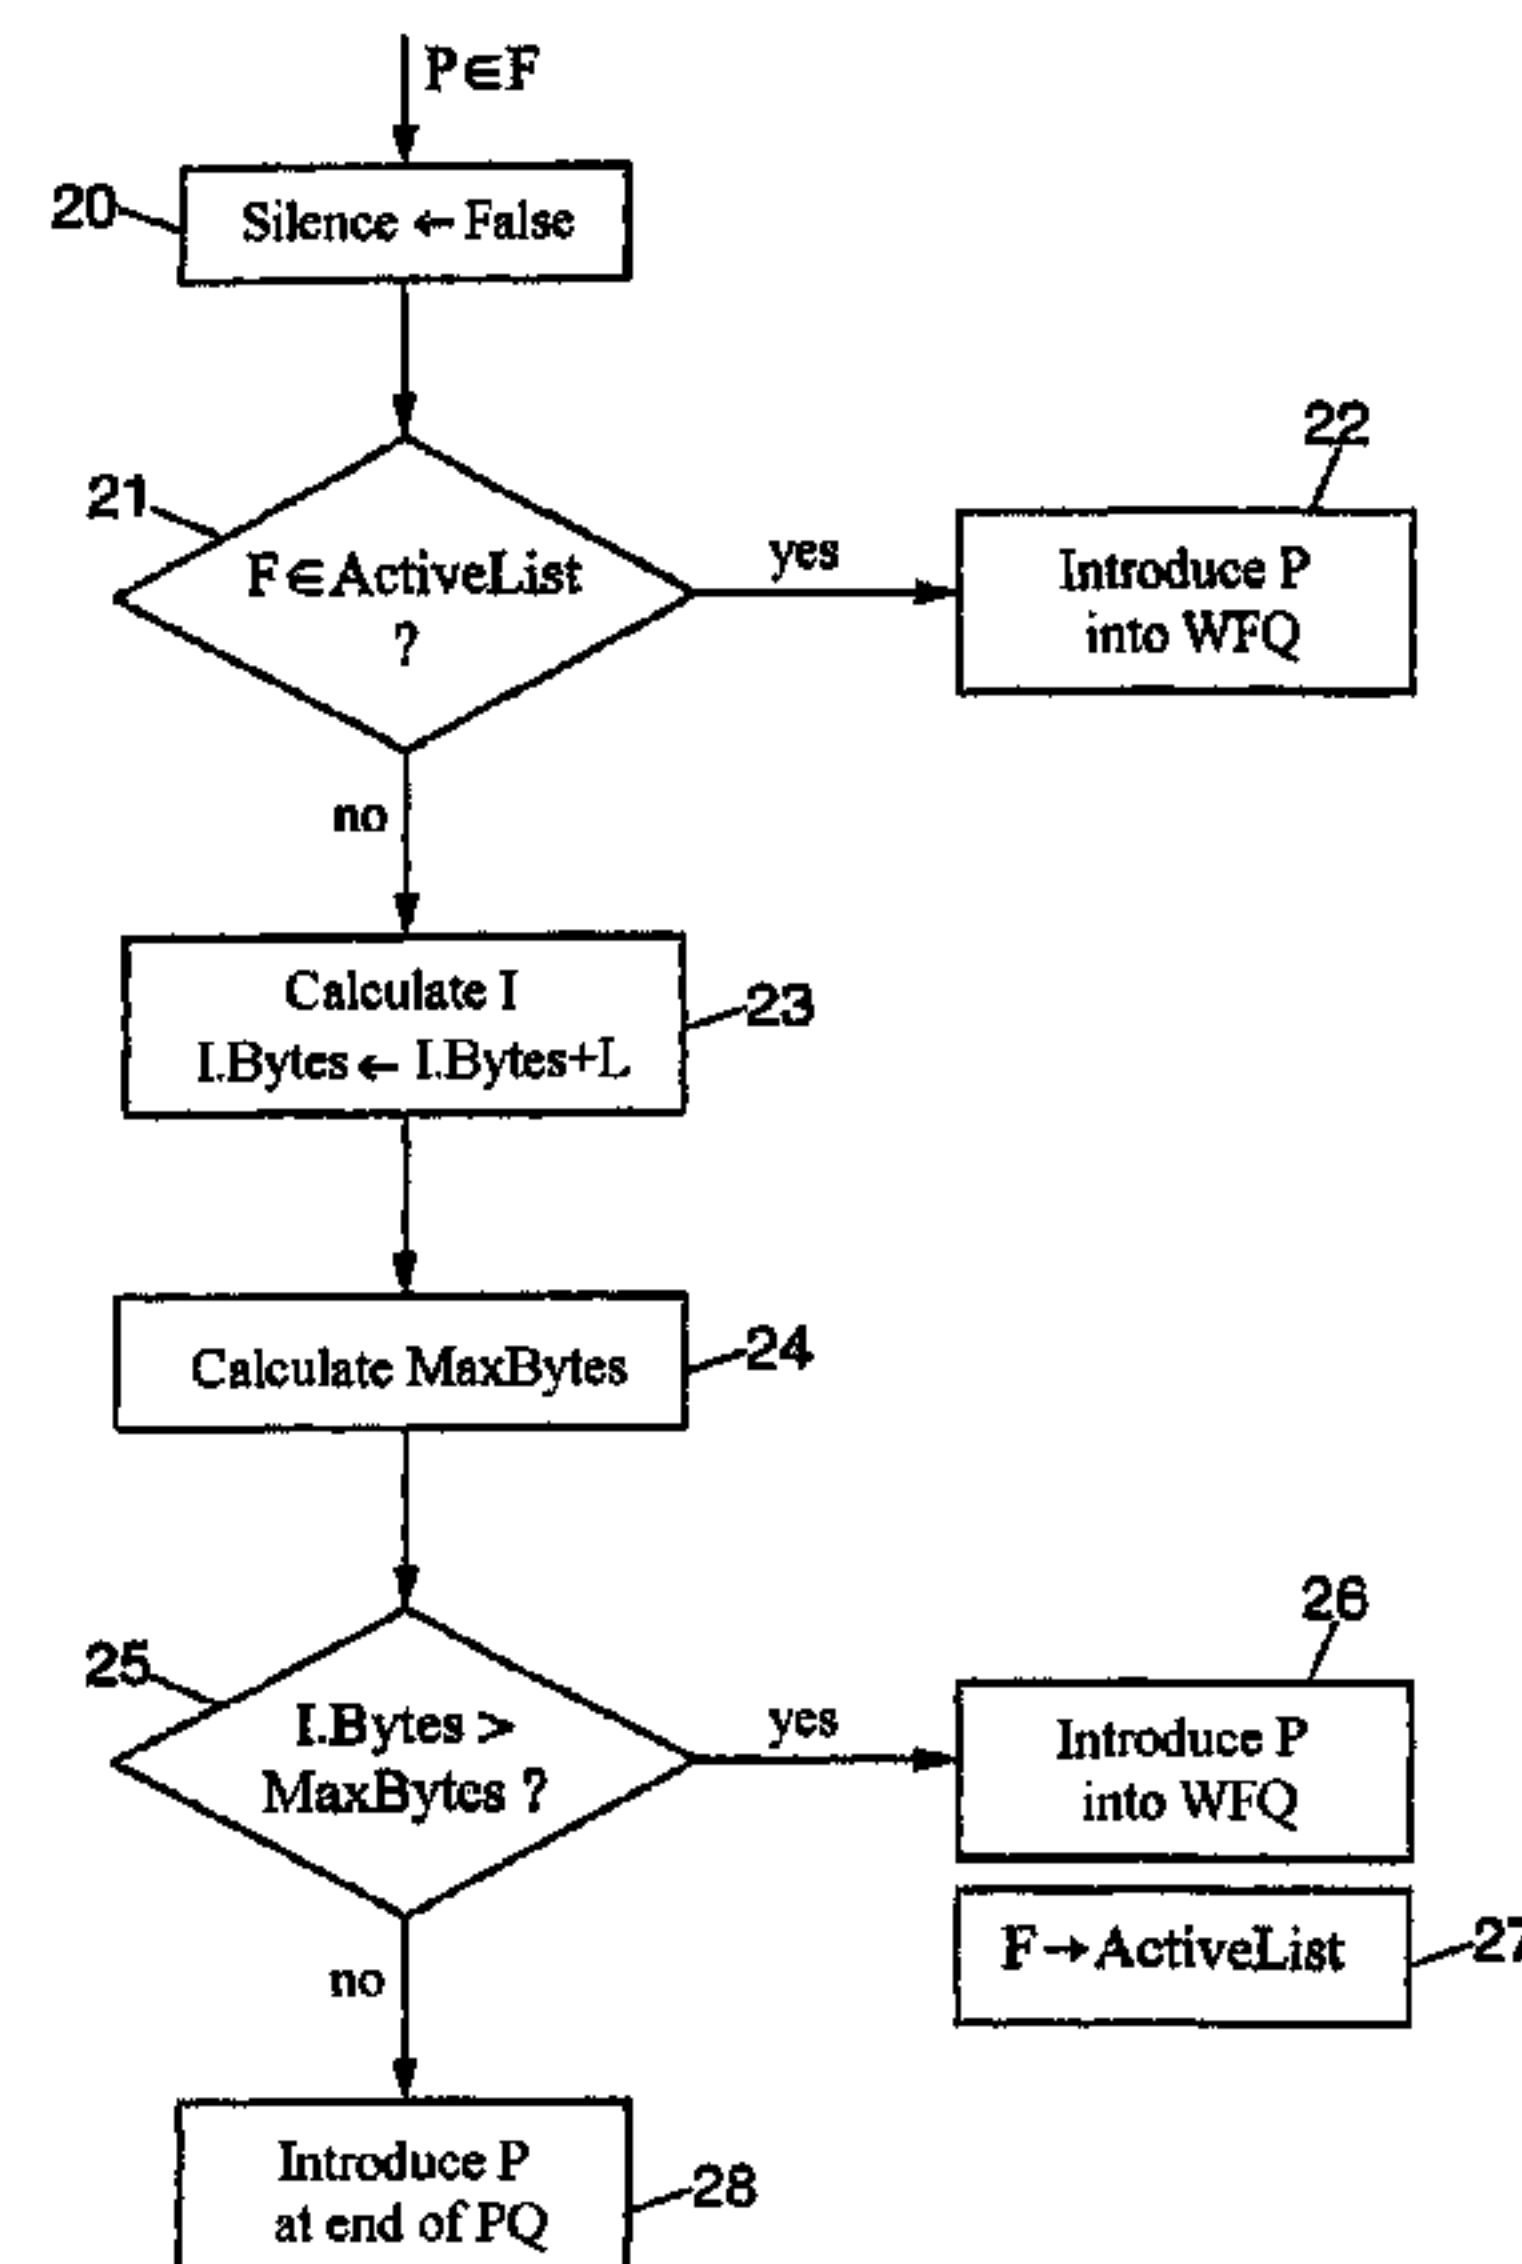 P∈F
20
Silence ← False
21
F∈ActiveList
?
yes
22
Introduce P
into WFQ
no
Calculate I
I.Bytes ← I.Bytes+L
23
Calculate MaxBytes
24
25
I.Bytes >
MaxBytes ?
yes
26
Introduce P
into WFQ
F→ActiveList
27
no
Introduce P
at end of PQ
28